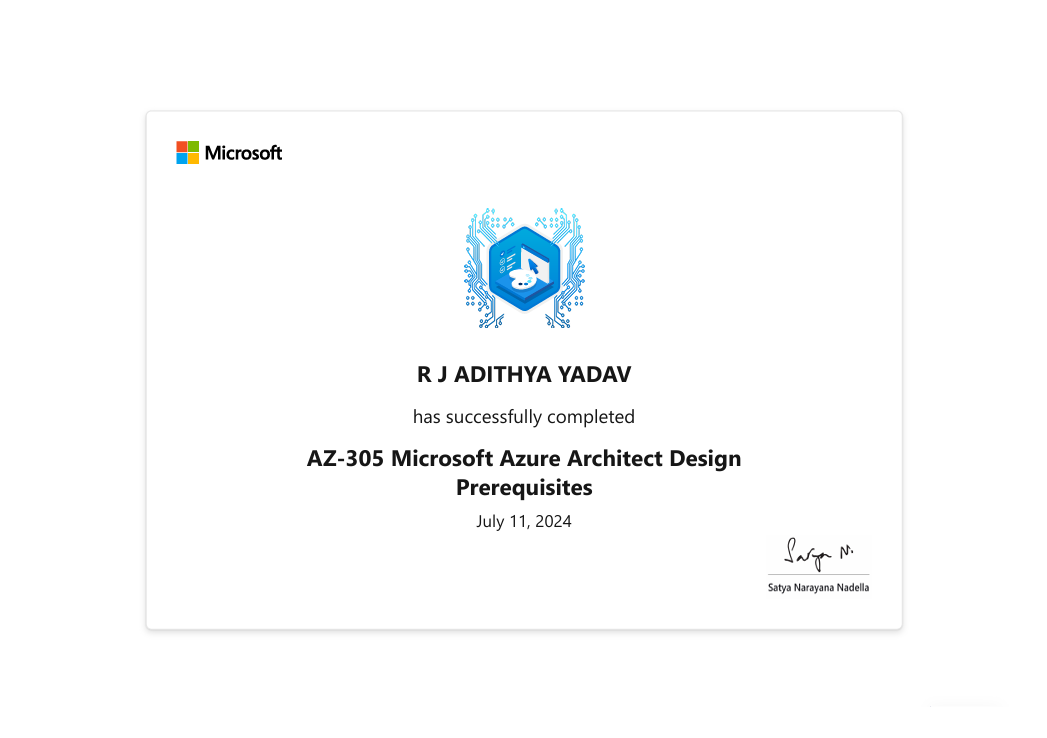 Microsoft
R J ADITHYA YADAV
has successfully completed
AZ-305 Microsoft Azure Architect Design
Prerequisites
July 11, 2024
Satya N.
Satya Narayana Nadella